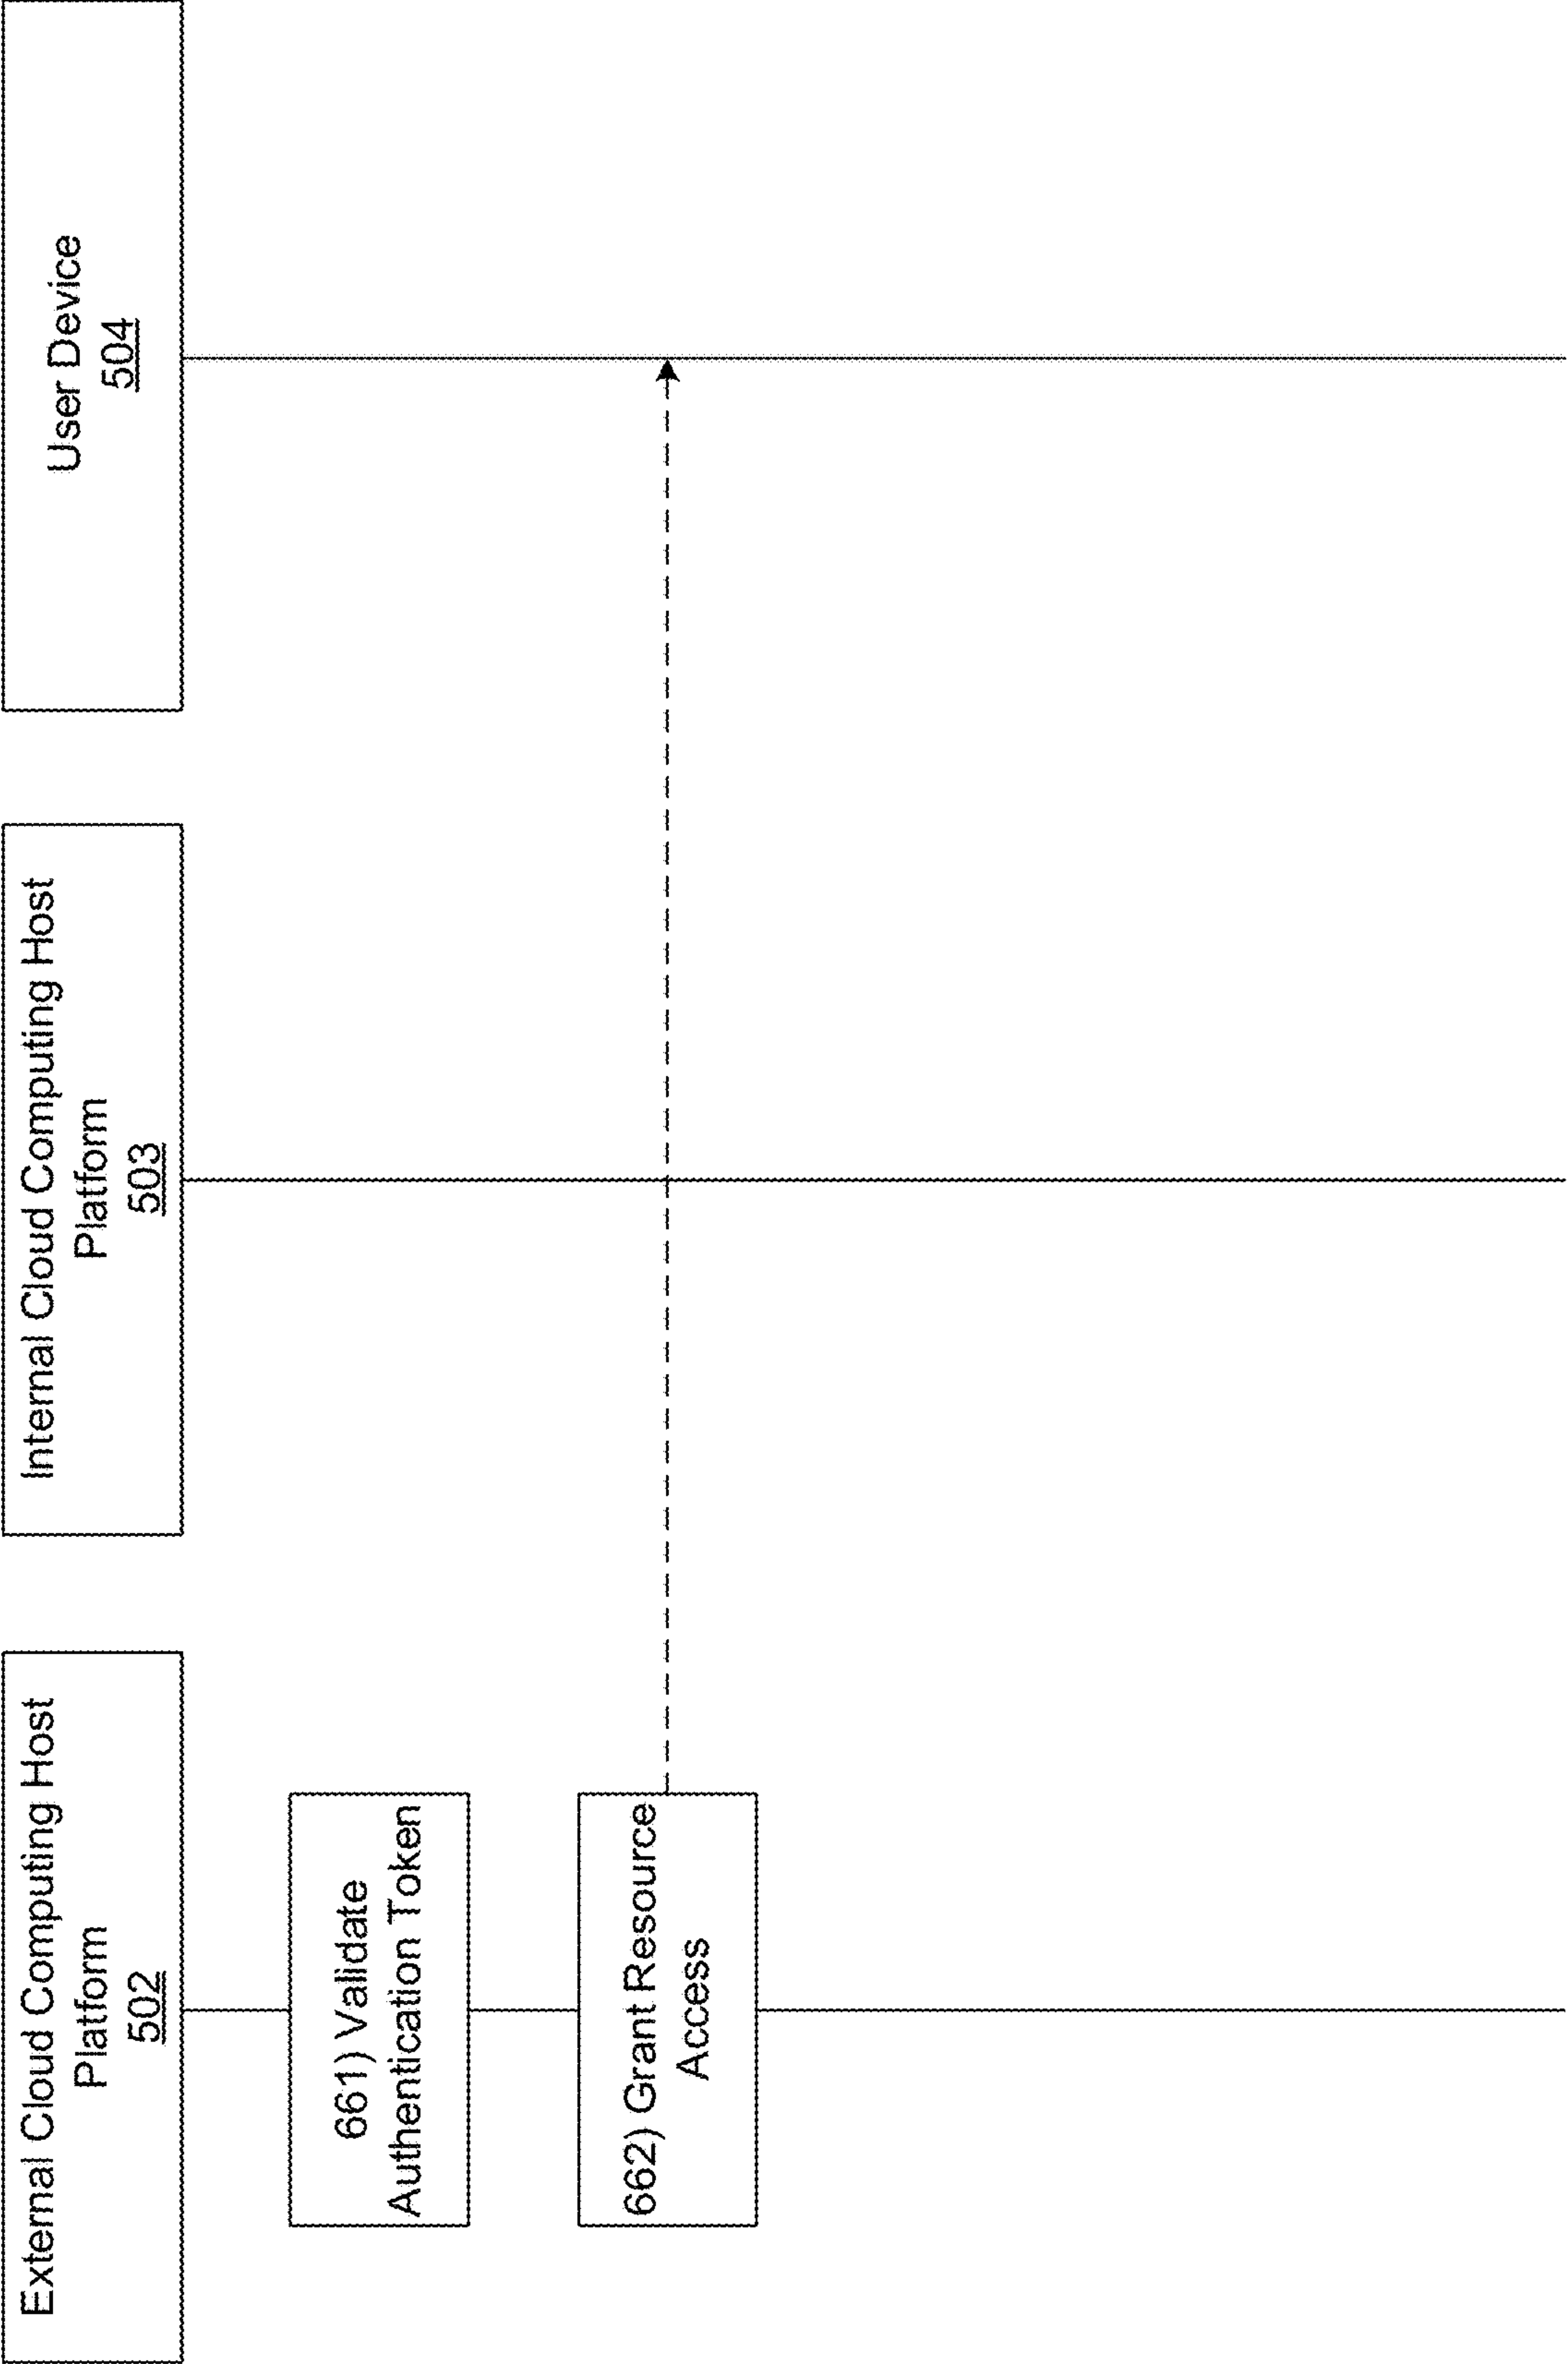 External Cloud Computing Host
Platform
502
Internal Cloud Computing Host
Platform
503
User Device
504
661) Validate
Authentication Token
662) Grant Resource
Access